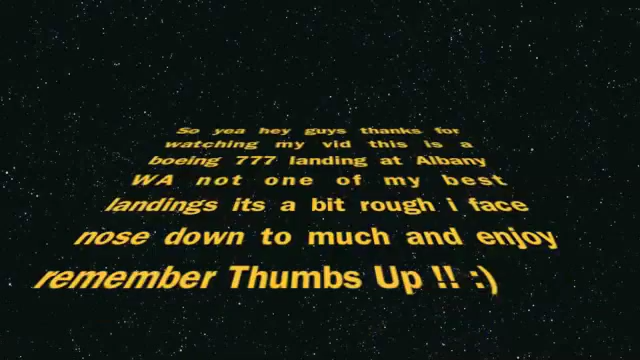 So yea hey guys thanks for
watching my vid this is a
boeing 777 landing at Albany
WA not one of my best
landings its a bit rough i face
nose down to much and enjoy
remember Thumbs Up !! :)